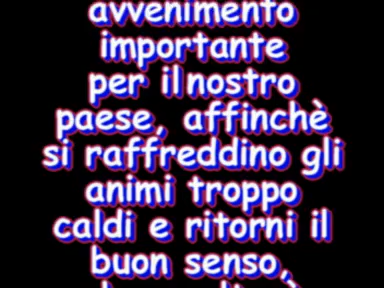 avvenimento
importante
per il nostro
paese, affinchè
si raffreddino gli
animi troppo
caldi e ritorni il
buon senso,